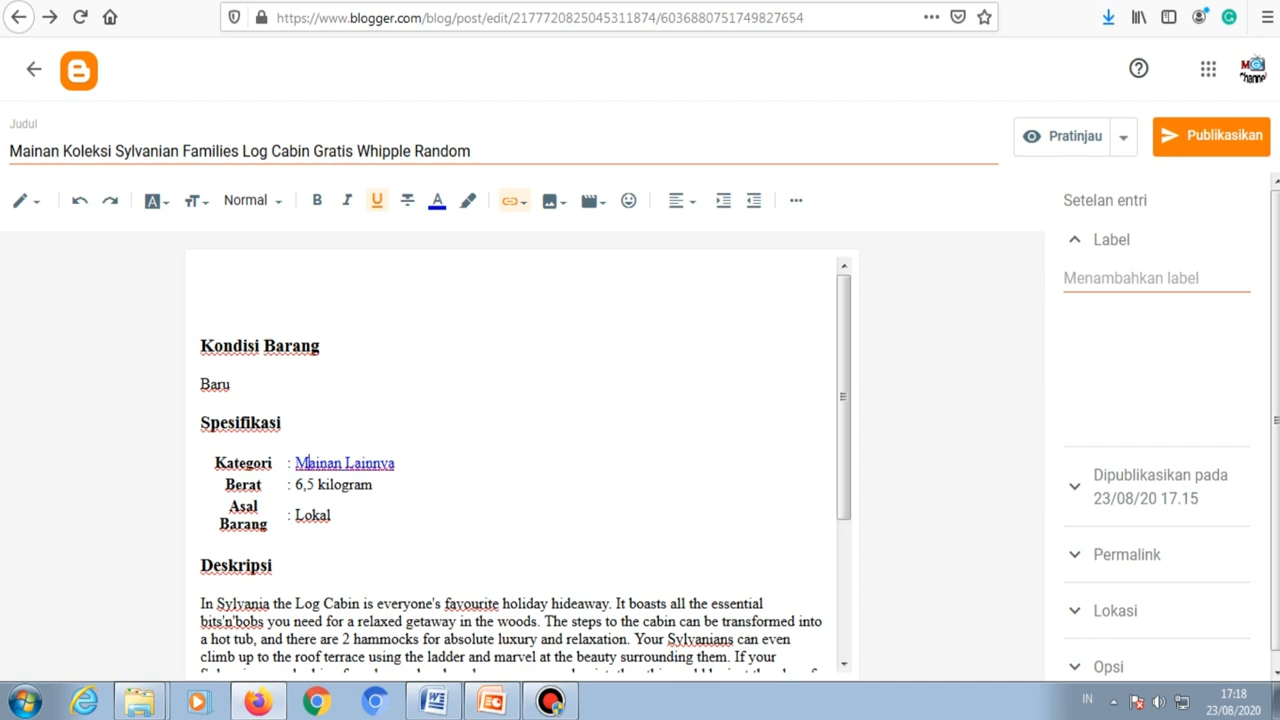 https://www.blogger.com/blog/post/edit/2177720825045311874/6036880751749827654
Judul
Mainan Koleksi Sylvanian Families Log Cabin Gratis Whipple Random
Pratinjau
Publikasikan
Normal
Setelan entri
Label
Menambahkan label
Kondisi Barang
Baru
Spesifikasi
Kategori : Mainan Lainnya
Berat : 6,5 kilogram
Asal
Barang : Lokal
Deskripsi
In Sylvania the Log Cabin is everyone's favourite holiday hideaway. It boasts all the essential
bits'n'bobs you need for a relaxed getaway in the woods. The steps to the cabin can be transformed into
a hot tub, and there are 2 hammocks for absolute luxury and relaxation. Your Sylvanians can even
climb up to the roof terrace using the ladder and marvel at the beauty surrounding them. If your
Dipublikasikan pada
23/08/20 17.15
Permalink
Lokasi
Opsi
IN
17:18
23/08/2020